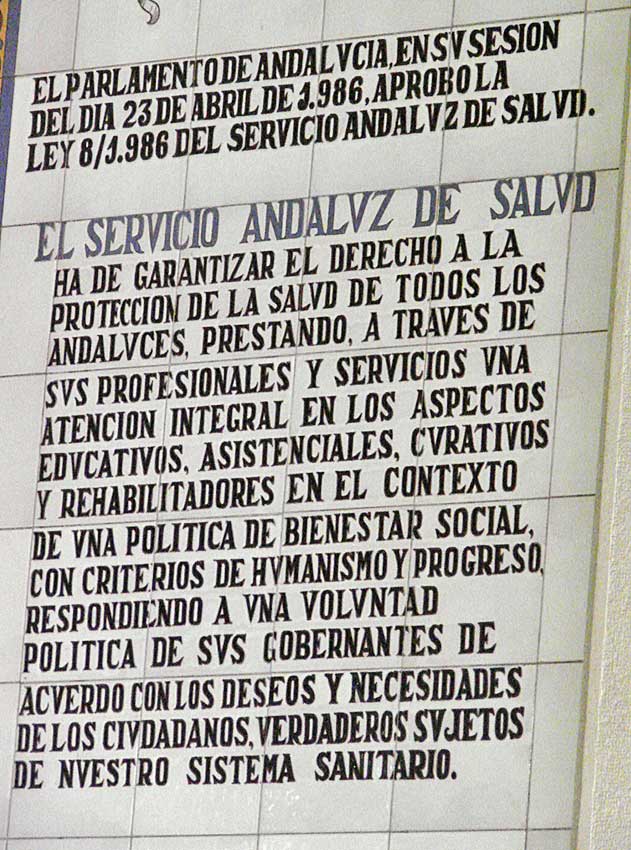 EL PARLAMENTO DE ANDALVCIA, EN SV SESION
DEL DIA 23 DE ABRIL DE 1.986, APROBO LA
LEY 8/1.986 DEL SERVICIO ANDALVZ DE SALVD.
EL SERVICIO ANDALVZ DE SALVD
HA DE GARANTIZAR EL DERECHO A LA
PROTECCION DE LA SALVD DE TODOS LOS
ANDALVCES, PRESTANDO, A TRAVES DE
SVS PROFESIONALES Y SERVICIOS VNA
ATENCION INTEGRAL EN LOS ASPECTOS
EDVCATIVOS, ASISTENCIALES, CVRATIVOS
Y REHABILITADORES EN EL CONTEXTO
DE VNA POLITICA DE BIENESTAR SOCIAL,
CON CRITERIOS DE HVMANISMO Y PROGRESO,
RESPONDIENDO A VNA VOLVNTAD
POLITICA DE SVS GOBERNANTES DE
ACVERDO CON LOS DESEOS Y NECESIDADES
DE LOS CIVDADANOS, VERDADEROS SVJETOS
DE NVESTRO SISTEMA SANITARIO.